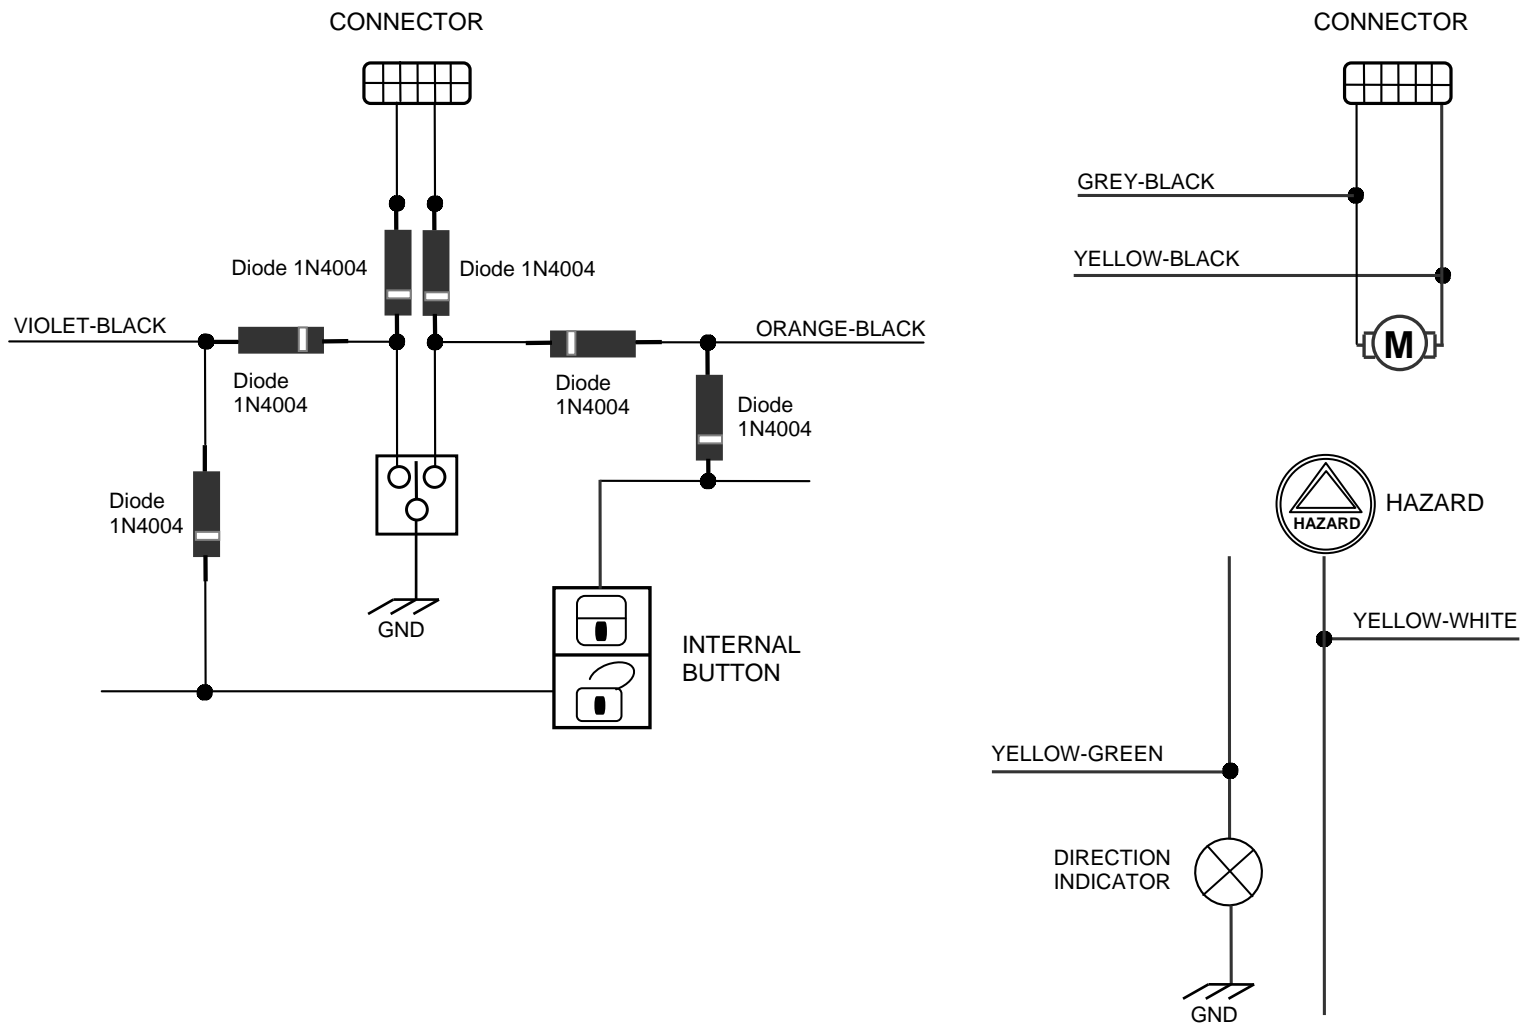 CONNECTOR
CONNECTOR
GREY-BLACK
YELLOW-BLACK
Diode 1N4004
Diode 1N4004
VIOLET-BLACK
ORANGE-BLACK
M
Diode
1N4004
Diode
1N4004
Diode
1N4004
Diode
1N4004
HAZARD
HAZARD
GND
YELLOW-WHITE
INTERNAL
BUTTON
YELLOW-GREEN
DIRECTION
INDICATOR
GND